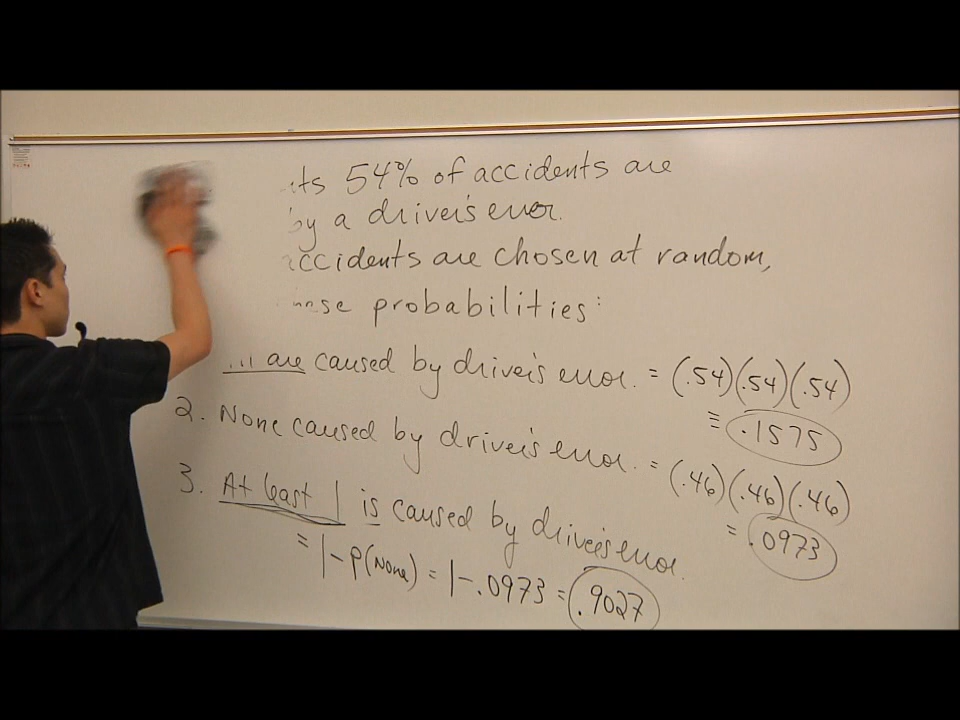 54% of accidents are
by a driver's error.
accidents are chosen at random,
probabilities:
are caused by driver's error. = (.54)(.54)(.54)
= .1575
2. None caused by driver's error. = (.46)(.46)(.46)
= .0973
3. At least 1 is caused by driver's error.
= 1-P(None) = 1-.0973 = .9027